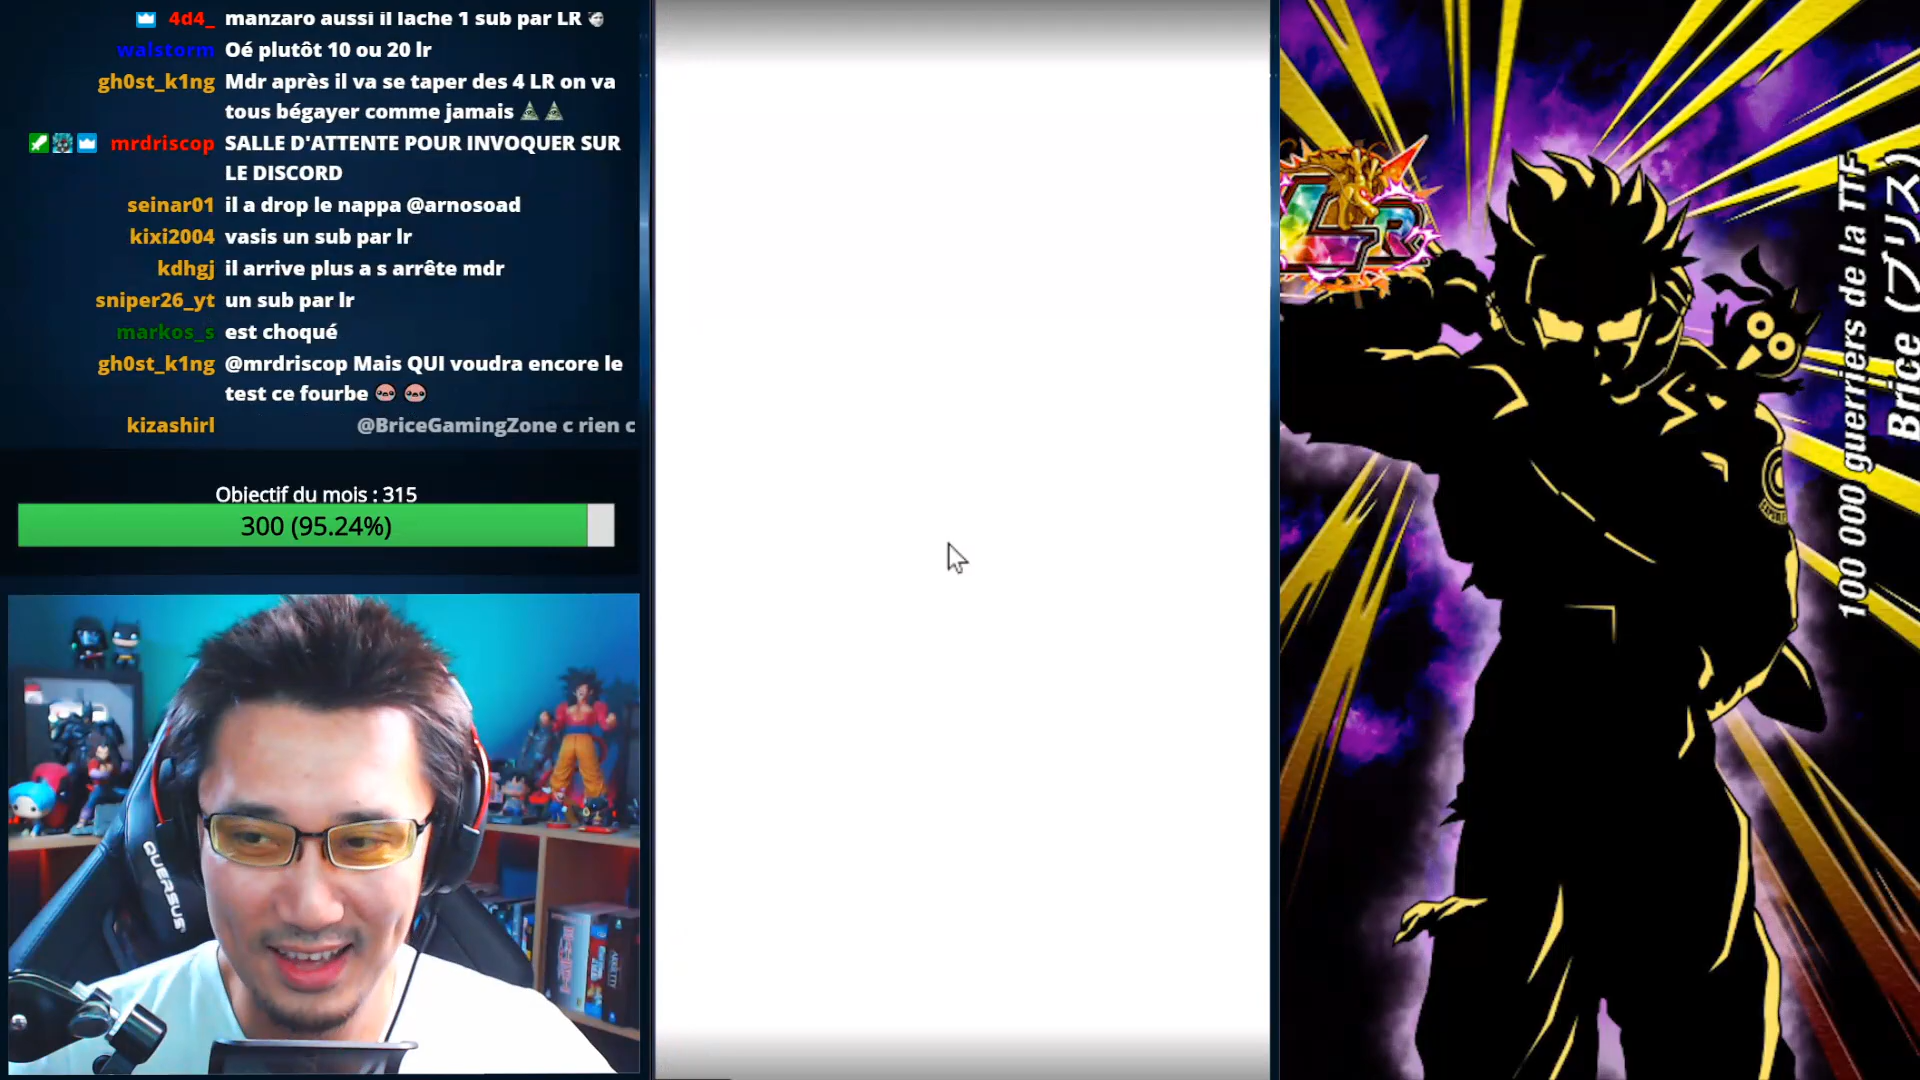 4d4_ manzaro aussi il lache 1 sub par LR
walstorm Oé plutôt 10 ou 20 lr
gh0st_k1ng Mdr après il va se taper des 4 LR on va
tous bégayer comme jamais
mrdriscop SALLE D'ATTENTE POUR INVOQUER SUR
LE DISCORD
seinar01 il a drop le nappa @arnosoad
kixi2004 vasis un sub par lr
kdhgj il arrive plus a s arrête mdr
sniper26_yt un sub par lr
markos_s est choqué
gh0st_k1ng @mrdriscop Mais QUI voudra encore le
test ce fourbe
kizashirl @BriceGamingZone c rien c
Objectif du mois : 315
300 (95.24%)
QUERSUS
LR
100 000 guerriers de la TTF
Brice (ブリス)